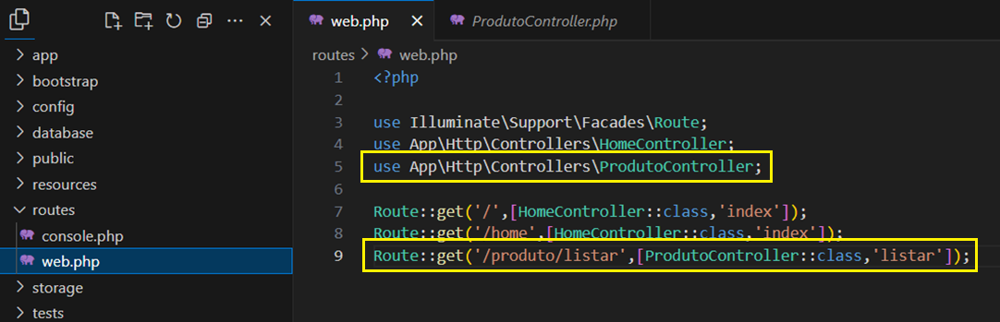 web.php
ProdutoController.php
app
bootstrap
config
database
public
resources
routes
console.php
web.php
storage
tests
routes > web.php
1 <?php
2
3 use Illuminate\Support\Facades\Route;
4 use App\Http\Controllers\HomeController;
5 use App\Http\Controllers\ProdutoController;
6
7 Route::get('/',[HomeController::class,'index']);
8 Route::get('/home',[HomeController::class,'index']);
9 Route::get('/produto/listar',[ProdutoController::class,'listar']);